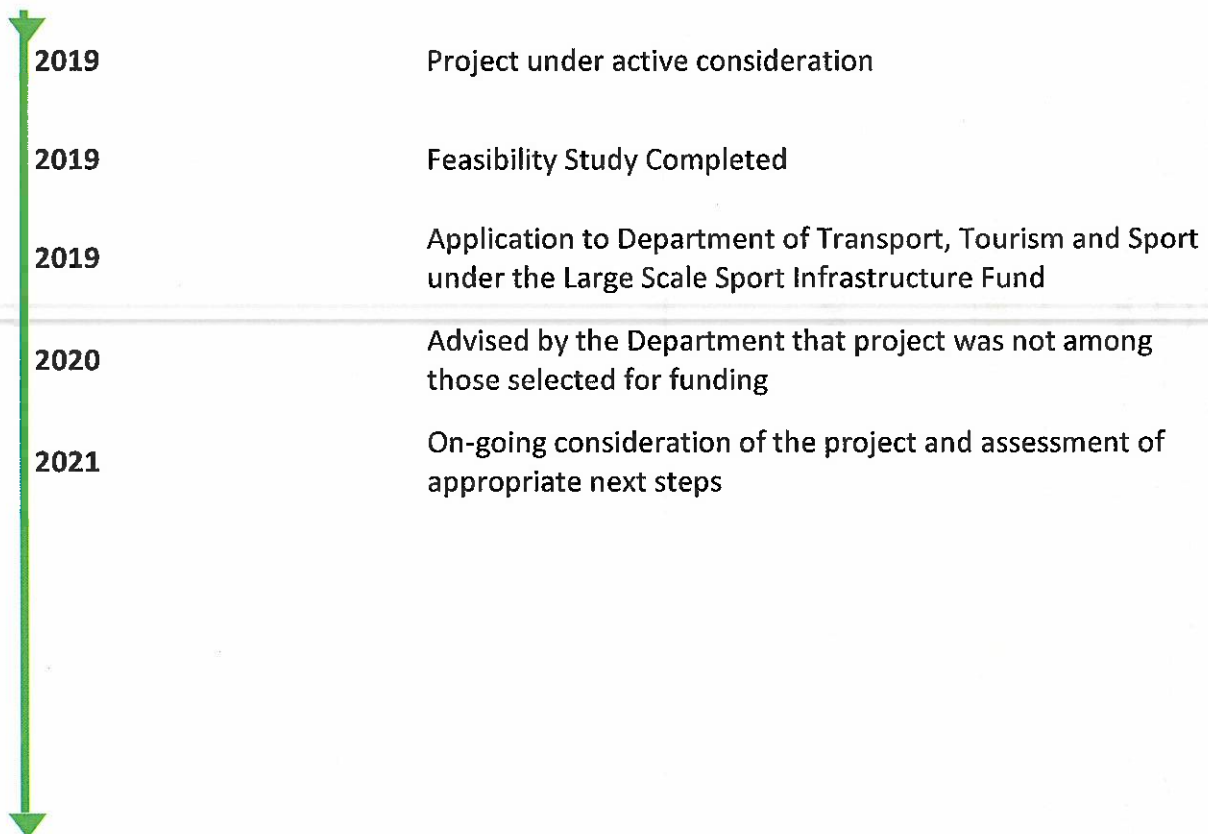 2019 Project under active consideration
2019 Feasibility Study Completed
2019 Application to Department of Transport, Tourism and Sport
under the Large Scale Sport Infrastructure Fund
2020 Advised by the Department that project was not among
those selected for funding
2021 On-going consideration of the project and assessment of
appropriate next steps